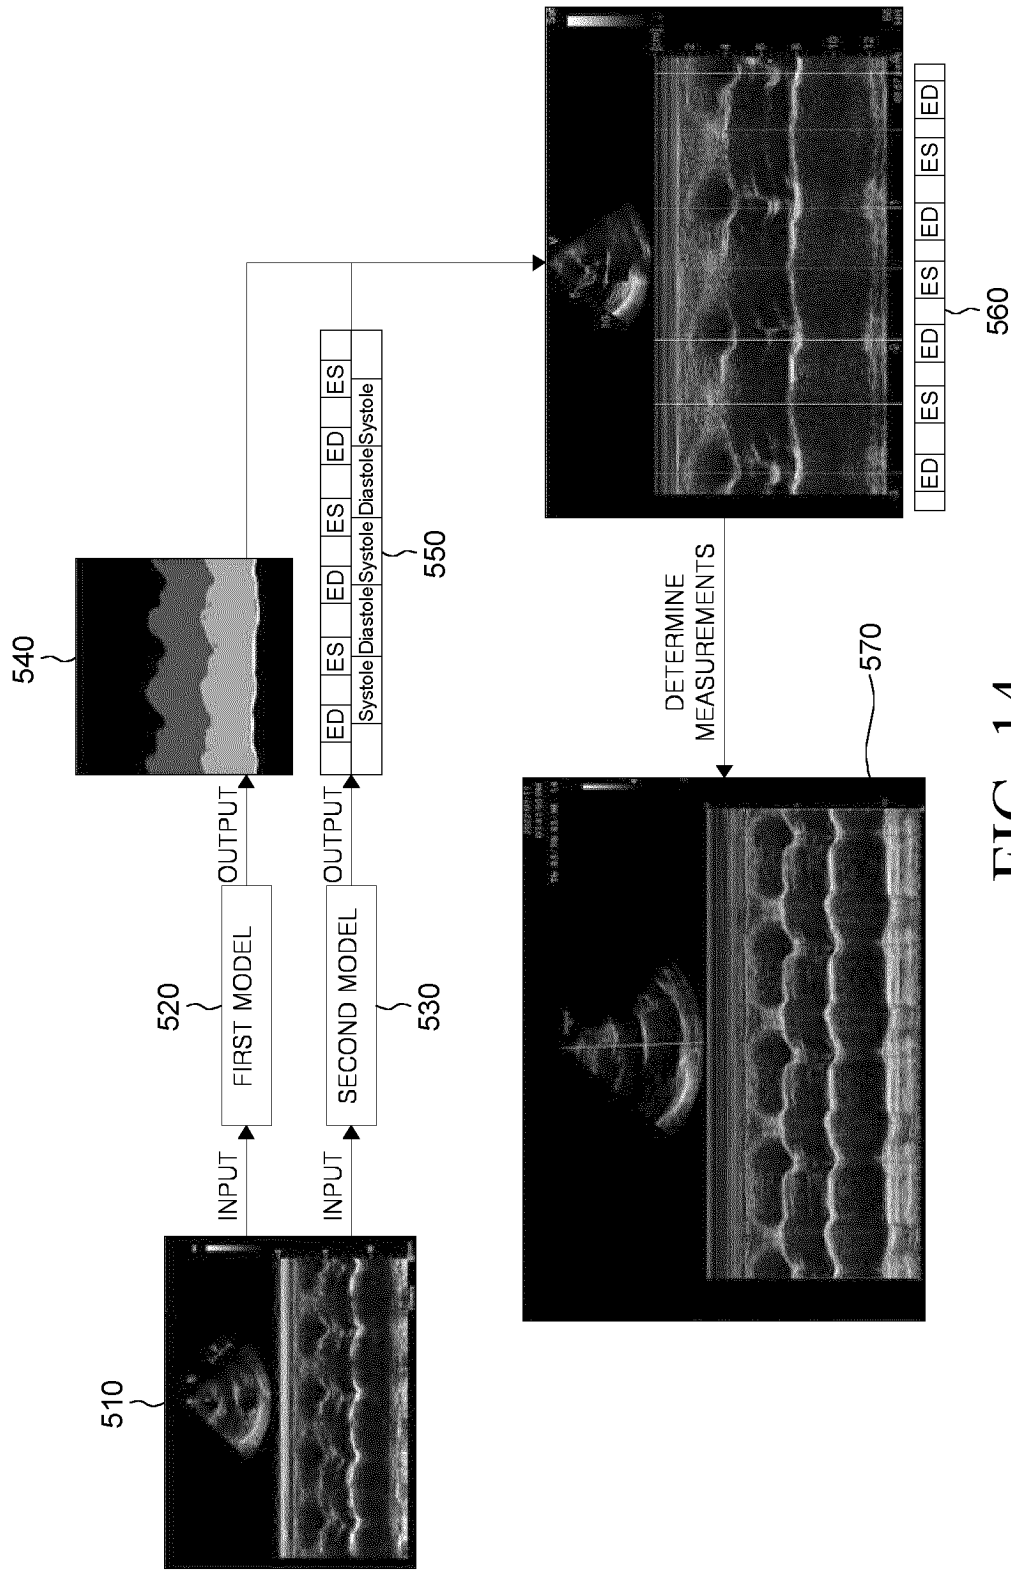 510
INPUT
520
FIRST MODEL
OUTPUT
540
INPUT
SECOND MODEL
530
OUTPUT
ED ES ED ES ED ES
Systole Diastole Systole Diastole Systole
550
ED ES ED ES ED ES ED
560
DETERMINE
MEASUREMENTS
570
FIG. 14